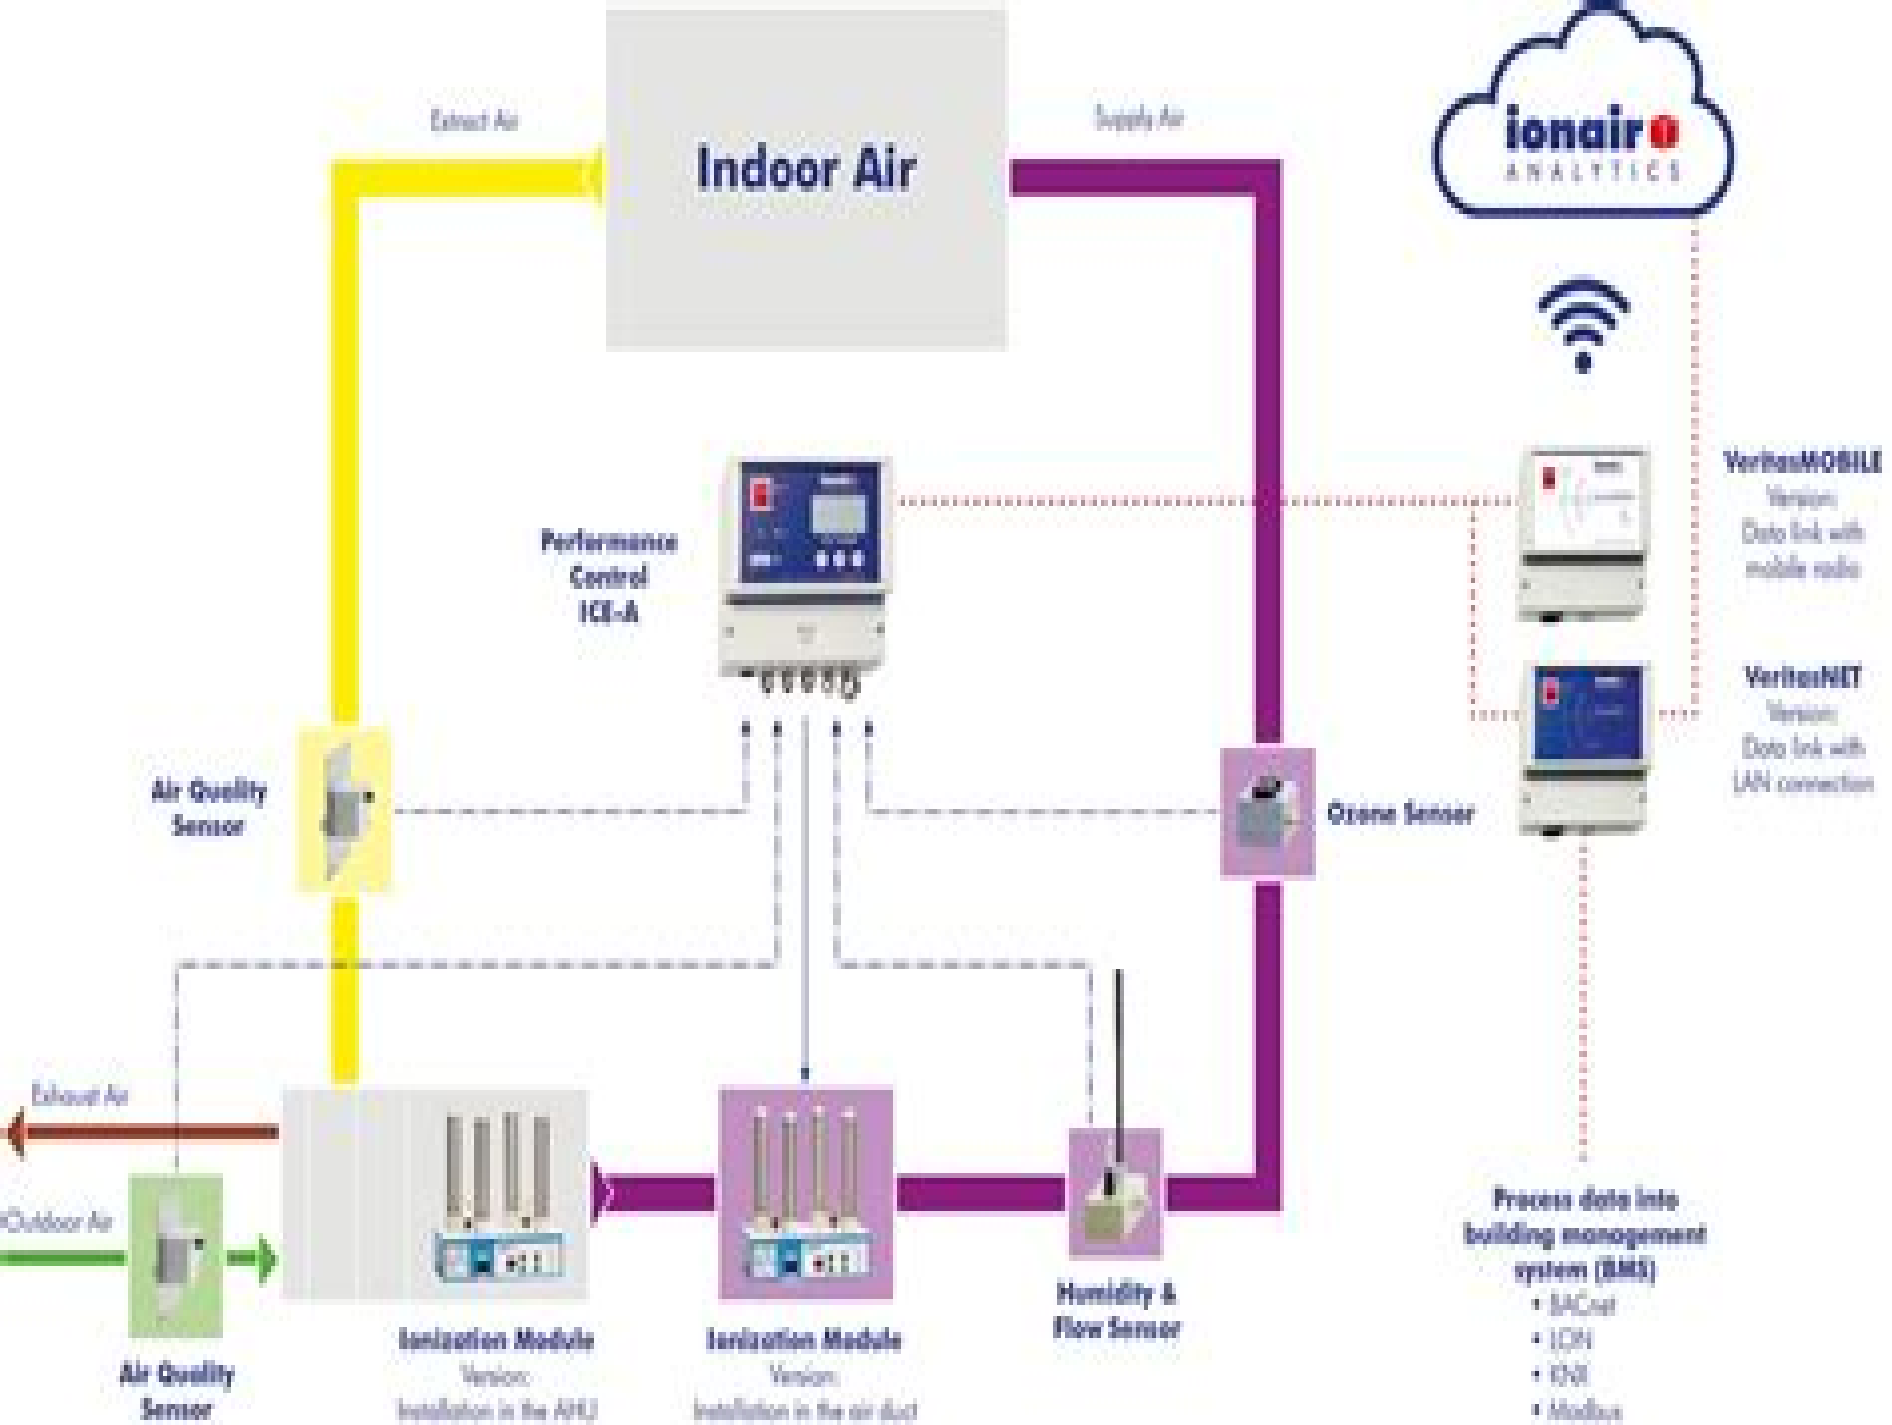 Extract Air
Supply Air
Indoor Air
ionair
ANALYTICS
Performance
Control
ICE-A
VeritasMOBILE
Version:
Data link with
mobile radio
VeritasNET
Version:
Data link with
LAN connection
Air Quality
Sensor
Ozone Sensor
Exhaust Air
Outdoor Air
Air Quality
Sensor
Ionization Module
Version:
Installation in the AHU
Ionization Module
Version:
Installation in the air duct
Humidity &
Flow Sensor
Process data into
building management
system (BMS)
• BACnet
• LON
• KNX
• Modbus